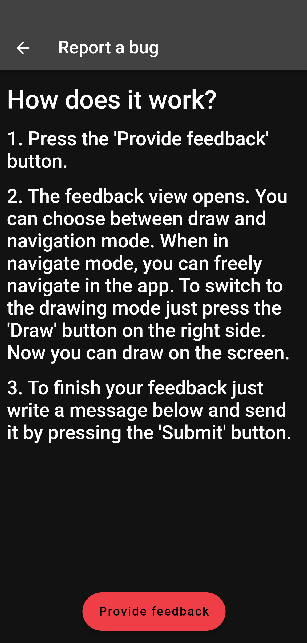 Report a bug
How does it work?
1. Press the 'Provide feedback'
button.
2. The feedback view opens. You
can choose between draw and
navigation mode. When in
navigate mode, you can freely
navigate in the app. To switch to
the drawing mode just press the
'Draw' button on the right side.
Now you can draw on the screen.
3. To finish your feedback just
write a message below and send
it by pressing the 'Submit' button.
Provide feedback